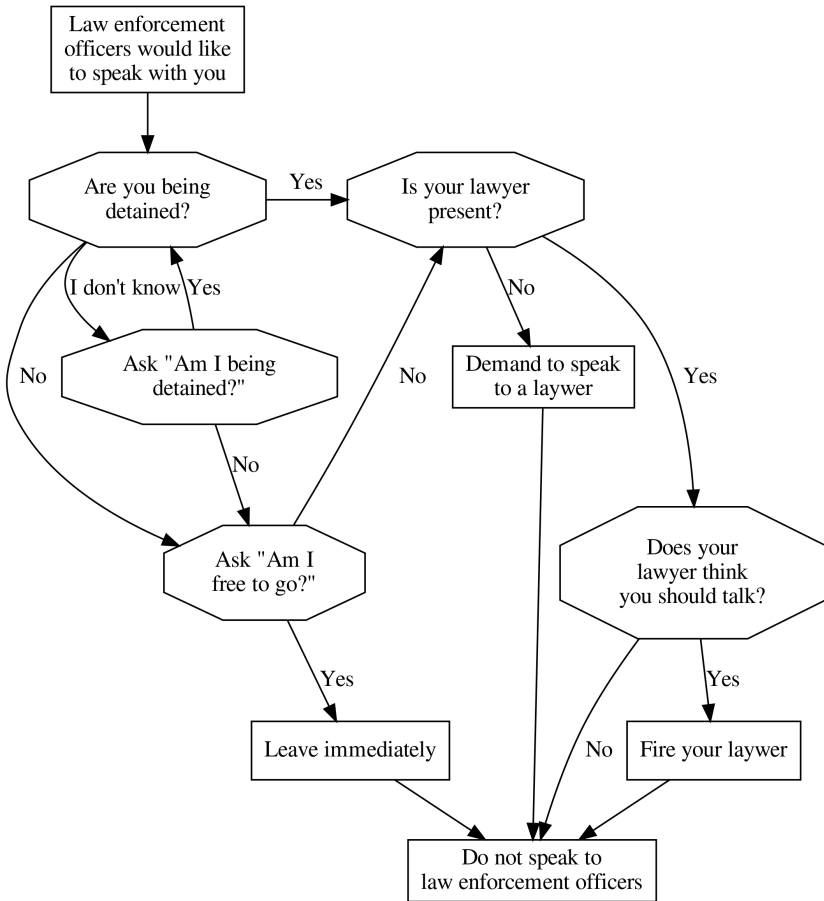 Law enforcement
officers would like
to speak with you
Are you being
detained?
Yes
Is your lawyer
present?
I don't know
Yes
No
No
Ask "Am I being
detained?"
No
Demand to speak
to a laywer
Yes
No
Ask "Am I
free to go?"
Does your
lawyer think
you should talk?
Yes
Yes
Leave immediately
No
Fire your laywer
Do not speak to
law enforcement officers